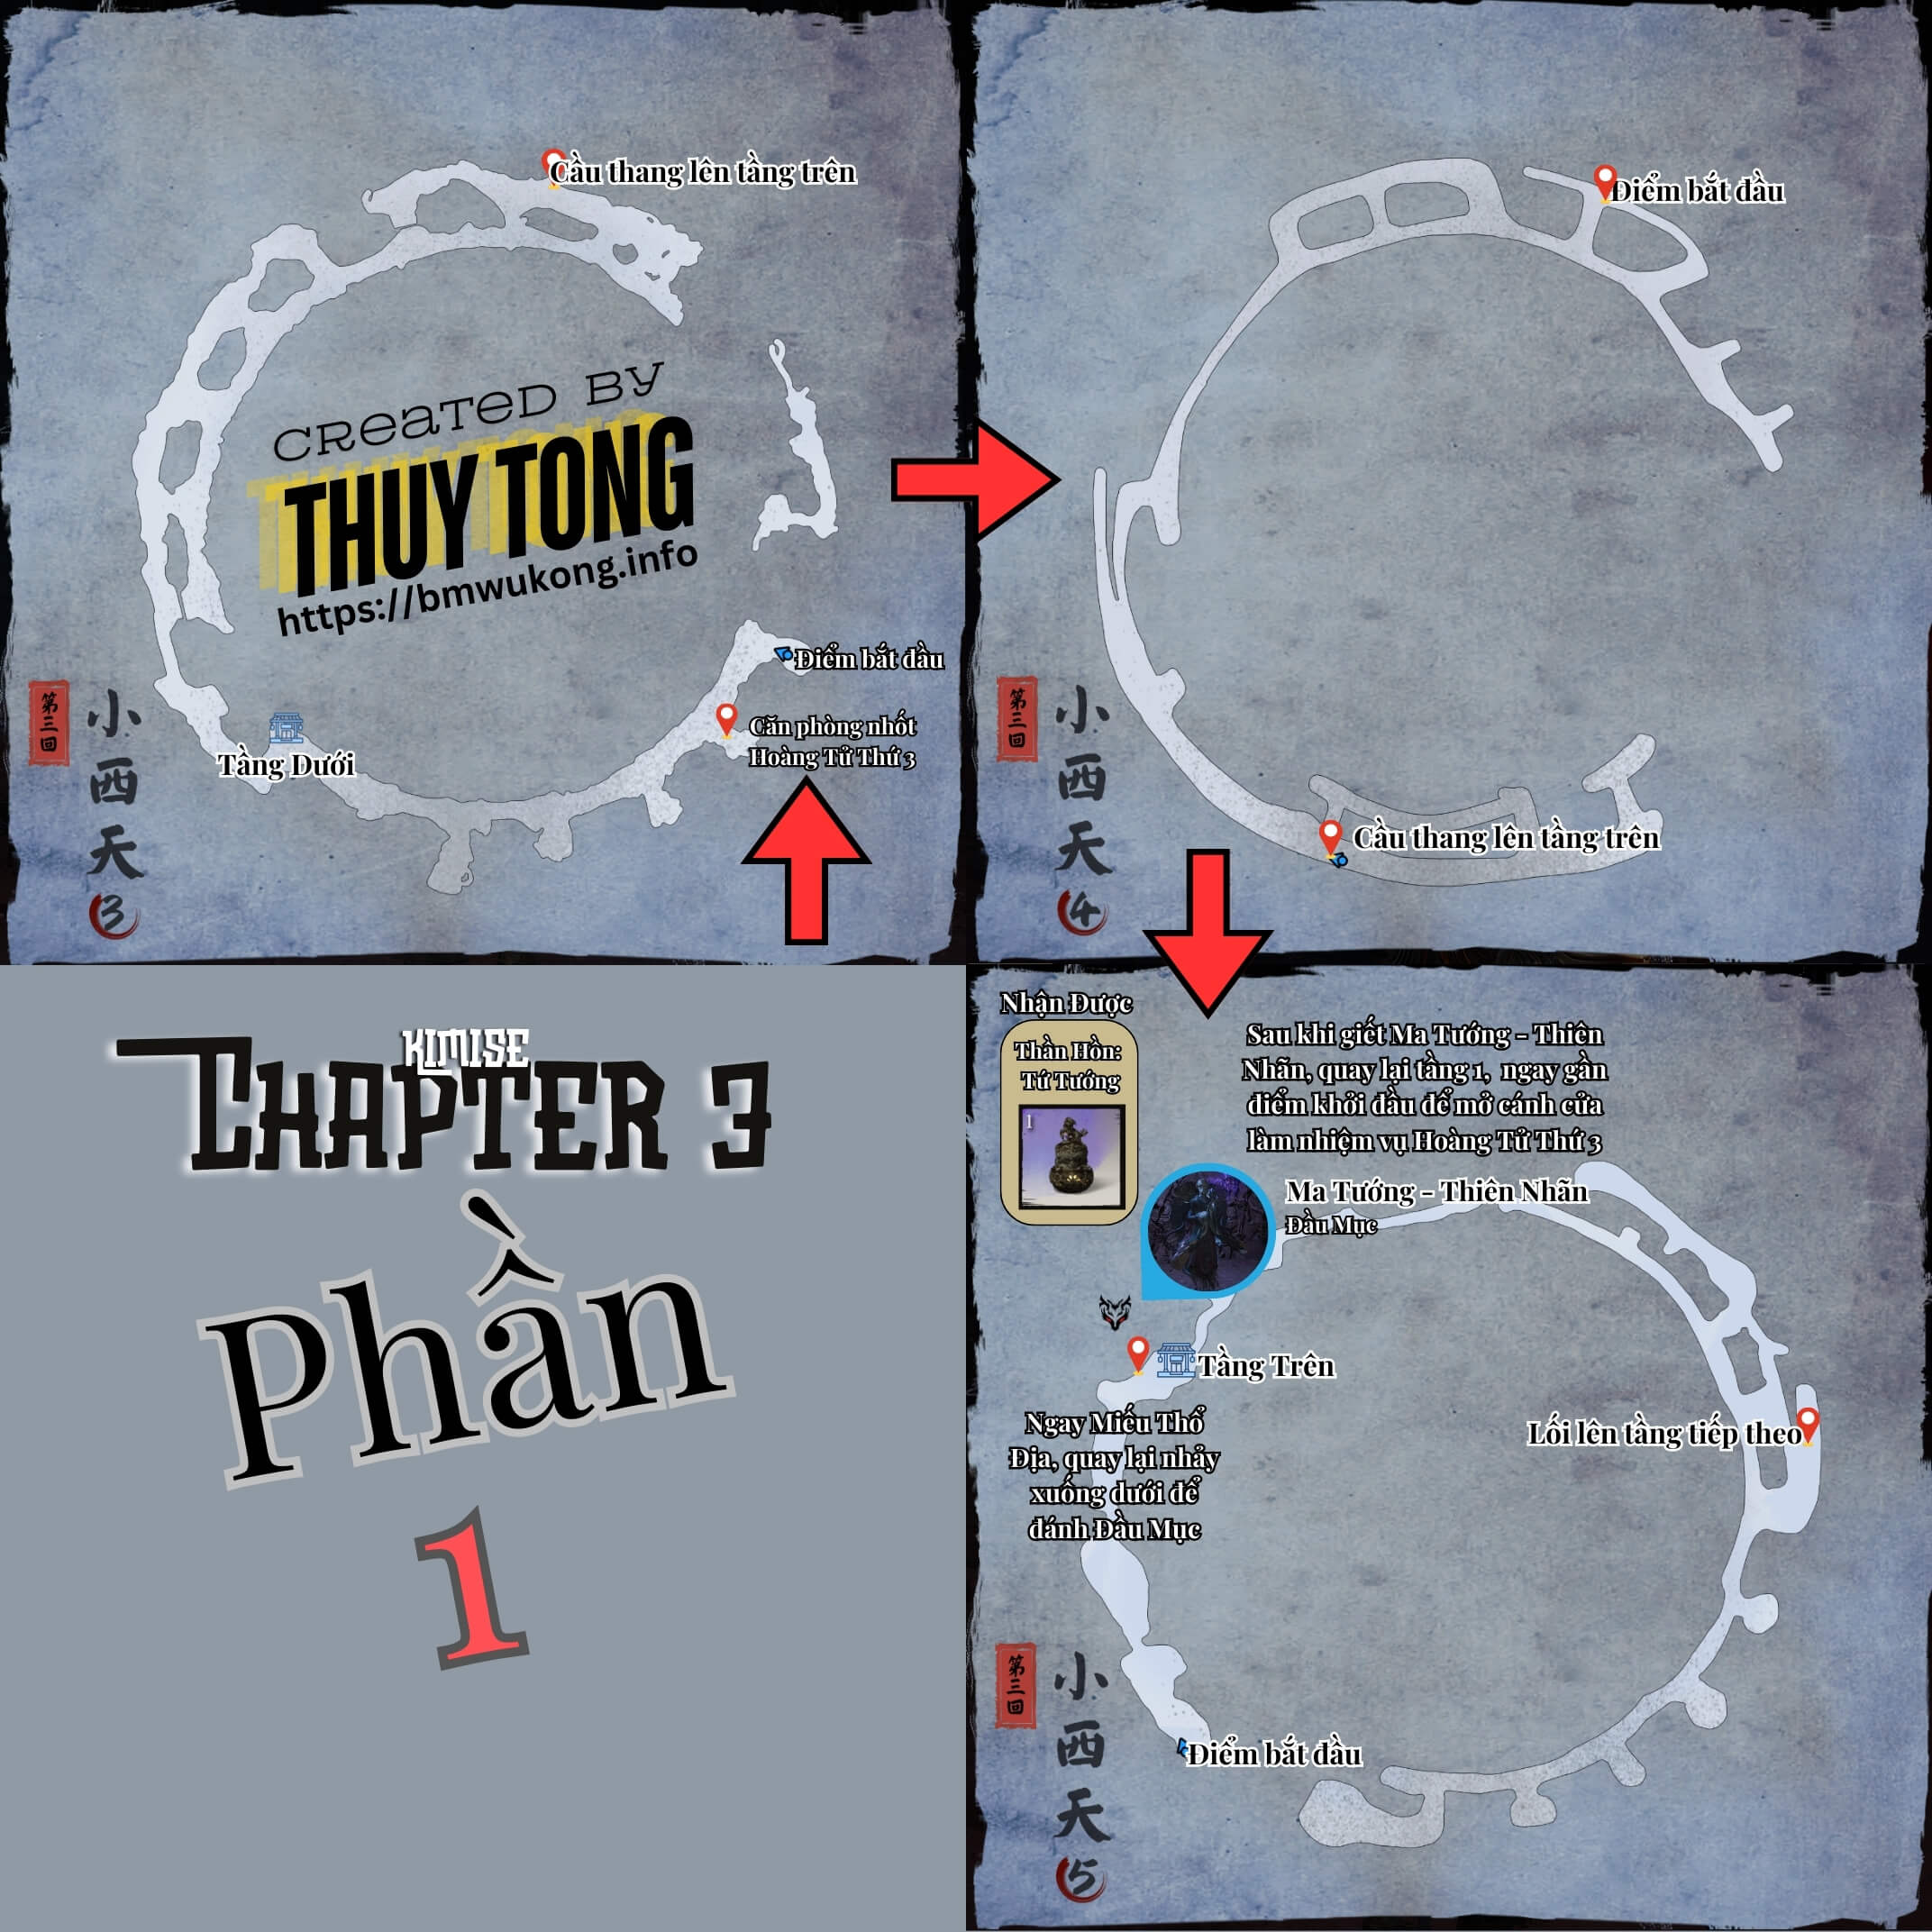 Cầu thang lên tầng trên
CREATED BY
THUY TONG
https://bmwukong.info
Điểm bắt đầu
Căn phòng nhốt
Hoàng Tử Thứ 3
Tầng Dưới
第三回
小西天
3
Điểm bắt đầu
Cầu thang lên tầng trên
第三回
小西天
4
KIMISE
CHAPTER 3
Phần
1
Nhận Được
Thần Hồn:
Tứ Tướng
1
Sau khi giết Ma Tướng - Thiên
Nhãn, quay lại tầng 1, ngay gần
điểm khởi đầu để mở cánh cửa
làm nhiệm vụ Hoàng Tử Thứ 3
Ma Tướng - Thiên Nhãn
Đầu Mục
Tầng Trên
Ngay Miếu Thổ
Địa, quay lại nhảy
xuống dưới để
đánh Đầu Mục
Lối lên tầng tiếp theo
Điểm bắt đầu
第三回
小西天
5